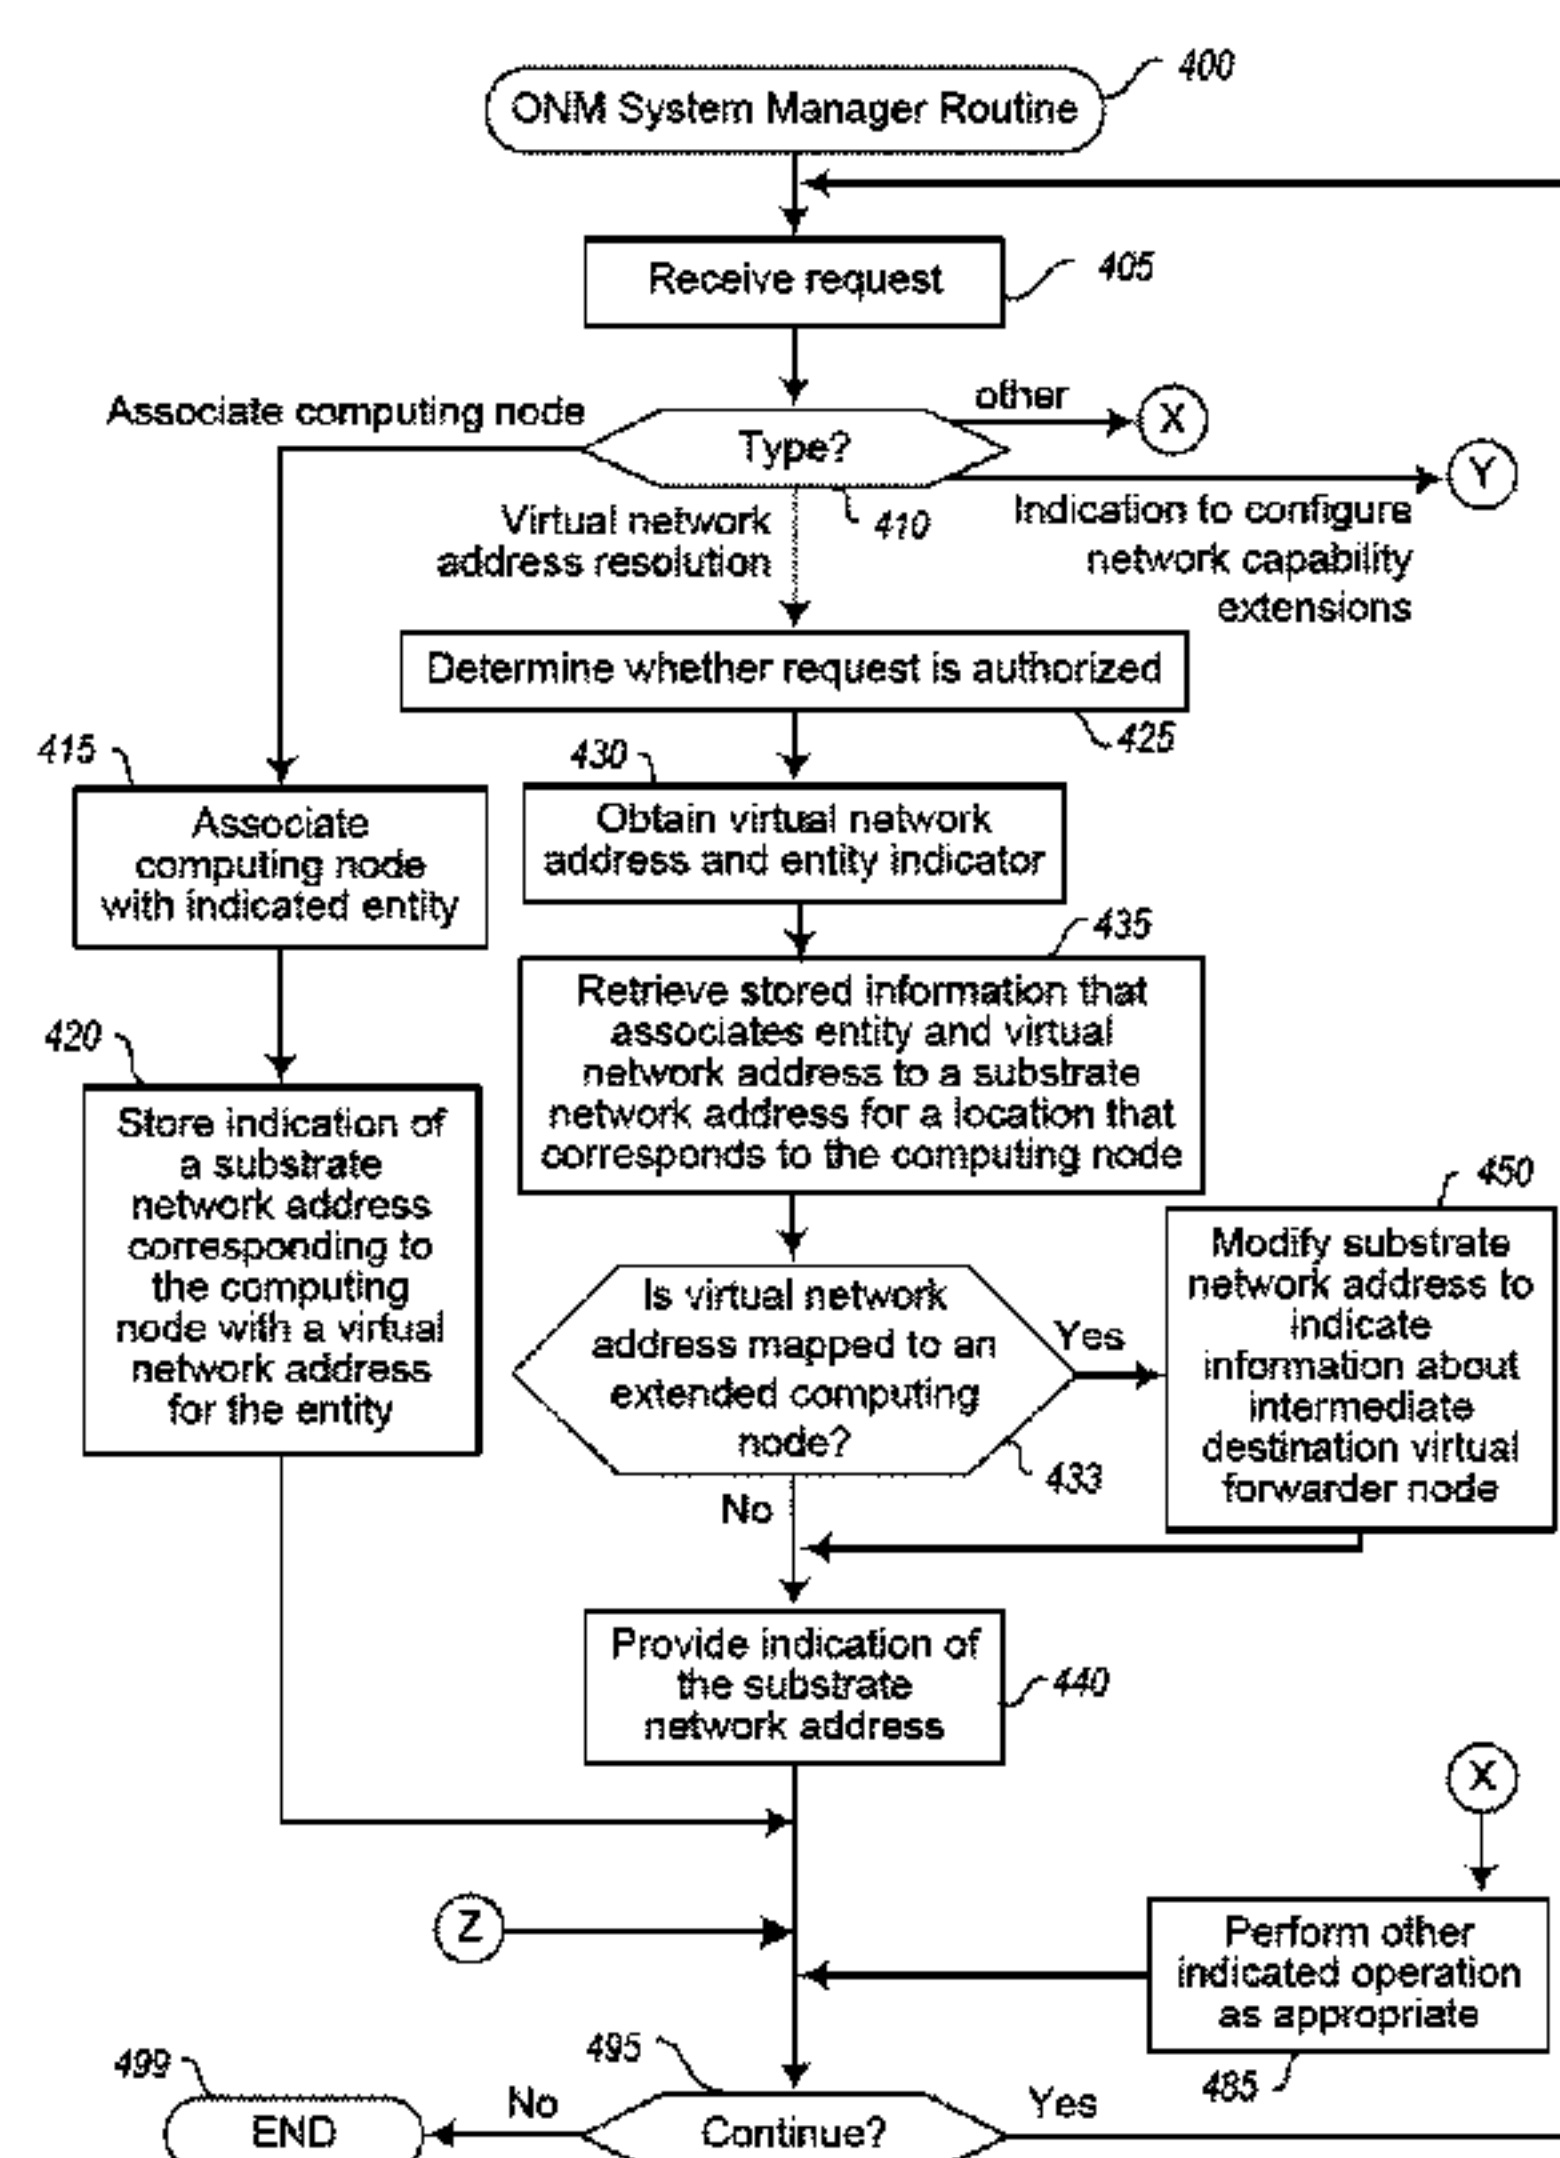 400
ONM System Manager Routine
Receive request
405
Associate computing node
other
X
Type?
Y
410
Virtual network
address resolution
Indication to configure
network capability
extensions
Determine whether request is authorized
425
415
430
Associate
computing node
with indicated entity
Obtain virtual network
address and entity indicator
435
Retrieve stored information that
associates entity and virtual
network address to a substrate
network address for a location that
corresponds to the computing node
420
Store indication of
a substrate
network address
corresponding to
the computing
node with a virtual
network address
for the entity
450
Modify substrate
network address to
indicate
information about
intermediate
destination virtual
forwarder node
Is virtual network
address mapped to an
extended computing
node?
Yes
433
No
Provide indication of
the substrate
network address
440
X
Z
Perform other
indicated operation
as appropriate
485
495
499
No
Yes
END
Continue?